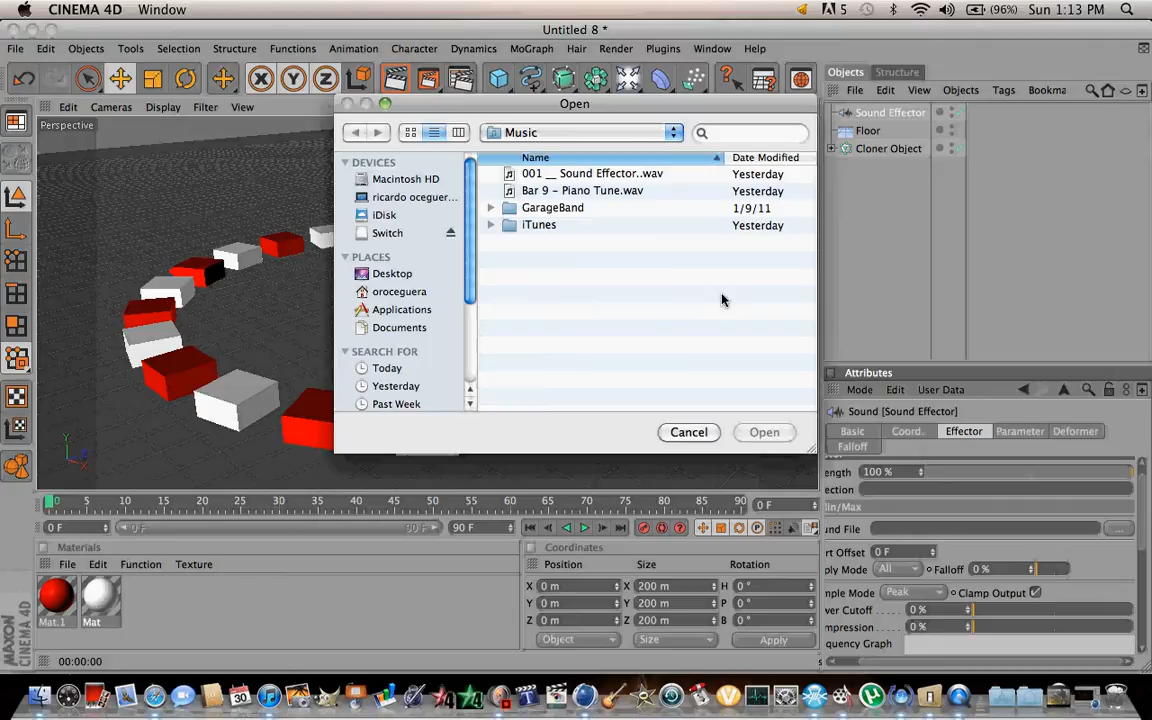 CINEMA 4D Window 5 (96%) Sun 1:13 PM
Untitled 8 *
File Edit Objects Tools Selection Structure Functions Animation Character Dynamics MoGraph Hair Render Plugins Window Help
Objects Structure
File Edit View Objects Tags Bookm
Edit Cameras Display Filter View
Perspective
Open
Music
Name Date Modified
DEVICES
Macintosh HD
ricardo oceguer...
iDisk
Switch
PLACES
Desktop
oroceguera
Applications
Documents
SEARCH FOR
Today
Yesterday
Past Week
001 __ Sound Effector..wav Yesterday
Bar 9 - Piano Tune.wav Yesterday
GarageBand 1/9/11
iTunes Yesterday
Cancel Open
Sound Effector
Floor
Cloner Object
Attributes
Mode Edit User Data
Sound [Sound Effector]
Basic Coord. Effector Parameter Deformer
Falloff
ength 100 %
ection
in/Max
und File ...
rt Offset 0 F
ply Mode All Falloff 0 %
mple Mode Peak Clamp Output
ver Cutoff 0 %
mpression 0 %
equency Graph
0 5 10 15 20 25 30 35 40 45 50 55 60 65 70 75 80 85 90 0 F
0 F 0 F 90 F 90 F
Materials
File Edit Function Texture
Mat.1 Mat
Coordinates
Position Size Rotation
X 0 m X 200 m H 0 °
Y 0 m Y 200 m P 0 °
Z 0 m Z 200 m B 0 °
Object Size Apply
MAXON CINEMA 4D
00:00:00